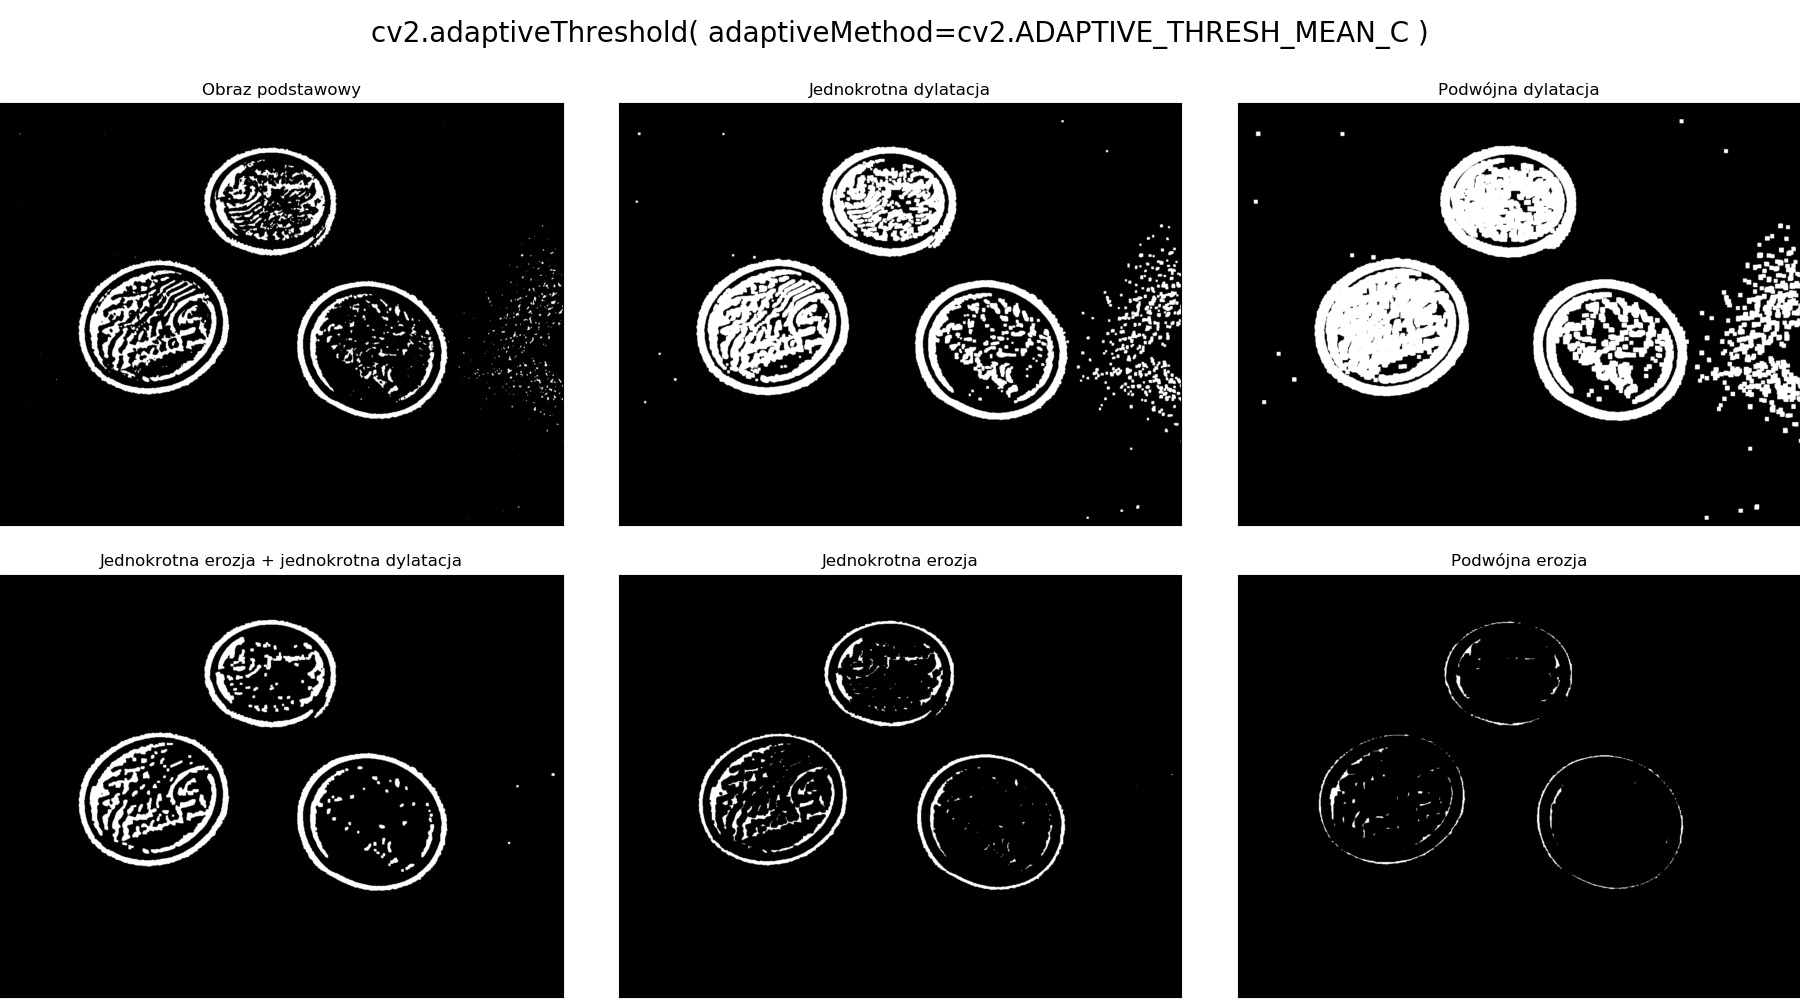 cv2.adaptiveThreshold( adaptiveMethod=cv2.ADAPTIVE_THRESH_MEAN_C )
Obraz podstawowy
Jednokrotna dylatacja
Podwójna dylatacja
Jednokrotna erozja + jednokrotna dylatacja
Jednokrotna erozja
Podwójna erozja